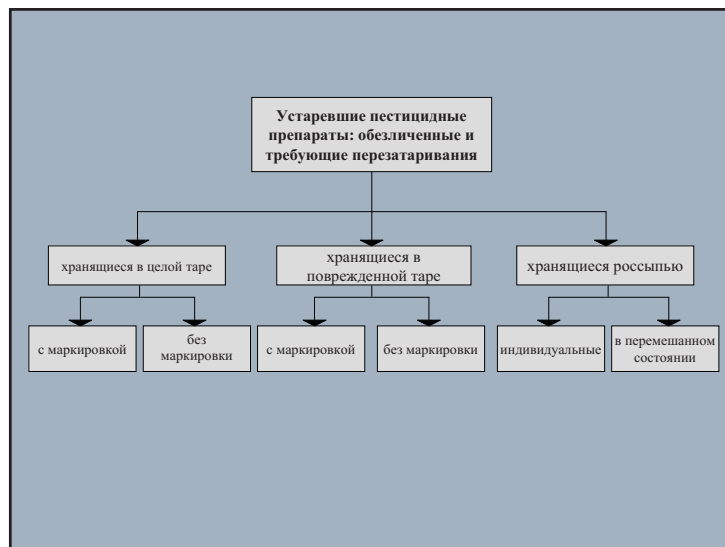 Устаревшие пестицидные
препараты: обезличенные и
требующие перезатаривания
хранящиеся в целой таре
хранящиеся в
поврежденной таре
хранящиеся россыпью
с маркировкой
без
маркировки
с маркировкой
без маркировки
индивидуальные
в перемешанном
состоянии